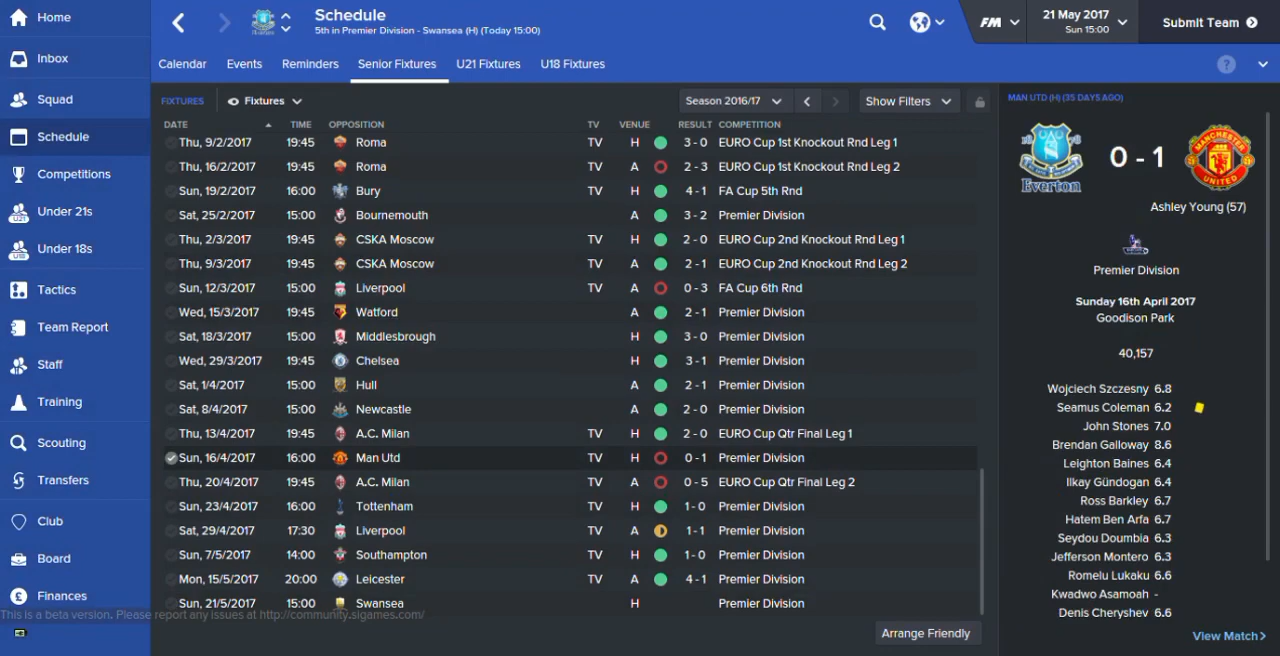 Home
Inbox
Squad
Schedule
Competitions
Under 21s
Under 18s
Tactics
Team Report
Staff
Training
Scouting
Transfers
Club
Board
Finances
Schedule
5th in Premier Division - Swansea (H) (Today 15:00)
FM
21 May 2017
Sun 15:00
Submit Team
Calendar Events Reminders Senior Fixtures U21 Fixtures U18 Fixtures
?
FIXTURES Fixtures Season 2016/17 Show Filters
DATE TIME OPPOSITION TV VENUE RESULT COMPETITION
Thu, 9/2/2017 19:45 Roma TV H 3 - 0 EURO Cup 1st Knockout Rnd Leg 1
Thu, 16/2/2017 19:45 Roma TV A 2 - 3 EURO Cup 1st Knockout Rnd Leg 2
Sun, 19/2/2017 16:00 Bury TV H 4 - 1 FA Cup 5th Rnd
Sat, 25/2/2017 15:00 Bournemouth A 3 - 2 Premier Division
Thu, 2/3/2017 19:45 CSKA Moscow TV H 2 - 0 EURO Cup 2nd Knockout Rnd Leg 1
Thu, 9/3/2017 19:45 CSKA Moscow TV A 2 - 1 EURO Cup 2nd Knockout Rnd Leg 2
Sun, 12/3/2017 15:00 Liverpool TV A 0 - 3 FA Cup 6th Rnd
Wed, 15/3/2017 19:45 Watford A 2 - 1 Premier Division
Sat, 18/3/2017 15:00 Middlesbrough H 3 - 0 Premier Division
Wed, 29/3/2017 19:45 Chelsea H 3 - 1 Premier Division
Sat, 1/4/2017 15:00 Hull A 2 - 1 Premier Division
Sat, 8/4/2017 15:00 Newcastle A 2 - 0 Premier Division
Thu, 13/4/2017 19:45 A.C. Milan TV H 2 - 0 EURO Cup Qtr Final Leg 1
Sun, 16/4/2017 16:00 Man Utd TV H 0 - 1 Premier Division
Thu, 20/4/2017 19:45 A.C. Milan TV A 0 - 5 EURO Cup Qtr Final Leg 2
Sun, 23/4/2017 16:00 Tottenham TV H 1 - 0 Premier Division
Sat, 29/4/2017 17:30 Liverpool TV A 1 - 1 Premier Division
Sun, 7/5/2017 14:00 Southampton TV H 1 - 0 Premier Division
Mon, 15/5/2017 20:00 Leicester TV A 4 - 1 Premier Division
Sun, 21/5/2017 15:00 Swansea H Premier Division
This is a beta version. Please report any issues at http://community.sigames.com/
Arrange Friendly
MAN UTD (H) (35 DAYS AGO)
Everton
MANCHESTER
UNITED
0 - 1
Ashley Young (57)
Premier Division
Sunday 16th April 2017
Goodison Park
40,157
Wojciech Szczesny 6.8
Seamus Coleman 6.2
John Stones 7.0
Brendan Galloway 8.6
Leighton Baines 6.4
Ilkay Gündogan 6.4
Ross Barkley 6.7
Hatem Ben Arfa 6.7
Seydou Doumbia 6.3
Jefferson Montero 6.3
Romelu Lukaku 6.6
Kwadwo Asamoah -
Denis Cheryshev 6.6
View Match>